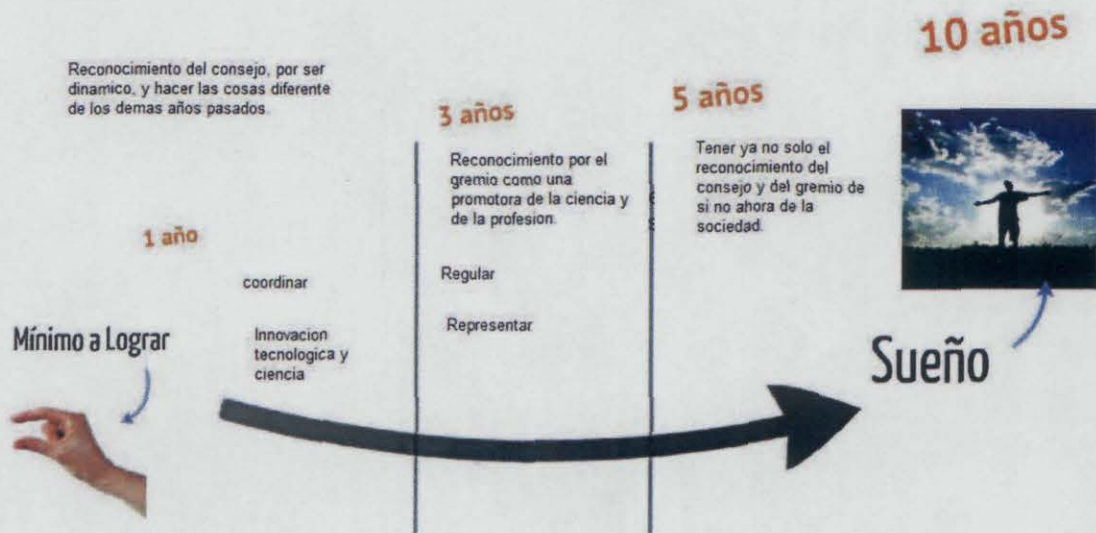 Reconocimiento del consejo, por ser
dinamico, y hacer las cosas diferente
de los demas años pasados.
1 año
coordinar
Mínimo a Lograr
Innovacion
tecnologica y
ciencia
3 años
Reconocimiento por el
gremio como una
promotora de la ciencia y
de la profesion.
Regular
Representar
5 años
Tener ya no solo el
reconocimiento del
consejo y del gremio de
si no ahora de la
sociedad.
10 años
Sueño